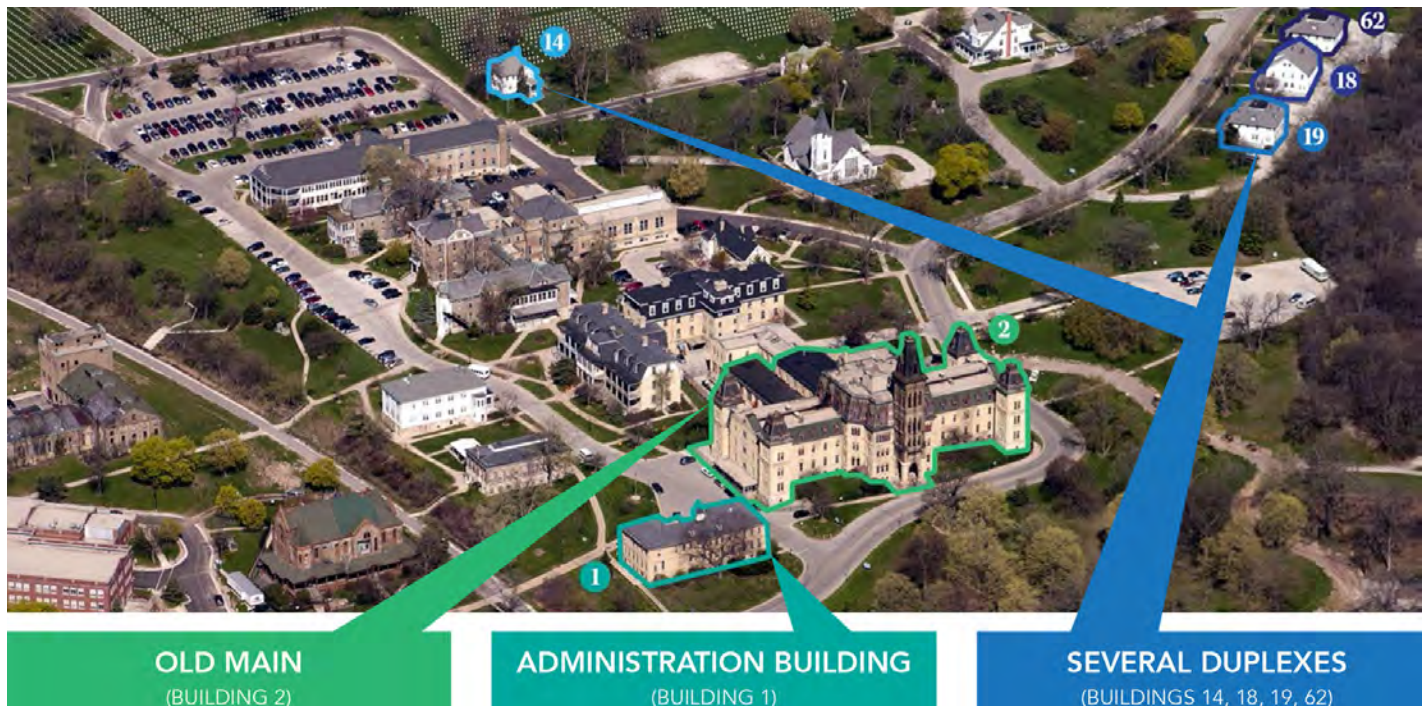 14
62
18
19
2
1
OLD MAIN
(BUILDING 2)
ADMINISTRATION BUILDING
(BUILDING 1)
SEVERAL DUPLEXES
(BUILDINGS 14, 18, 19, 62)